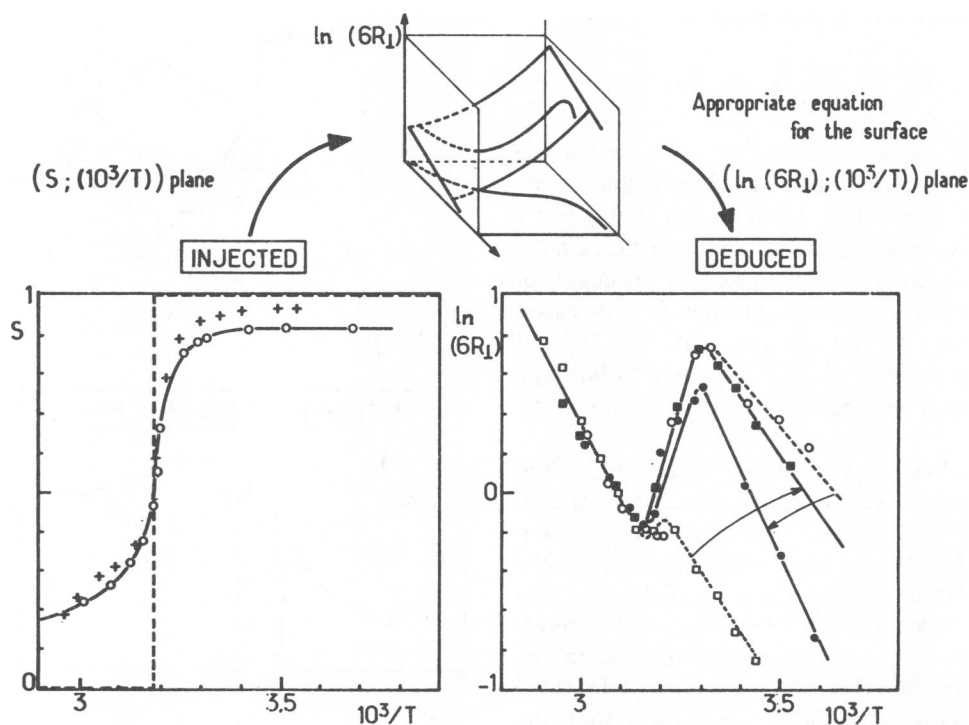 ln (6R⊥)
Appropriate equation
for the surface
(S ; (10³/T)) plane
(ln (6R⊥) ; (10³/T)) plane
INJECTED
DEDUCED
1
S
0
3
3,5
10³/T
1
ln
(6R⊥)
0
-1
3
3,5
10³/T